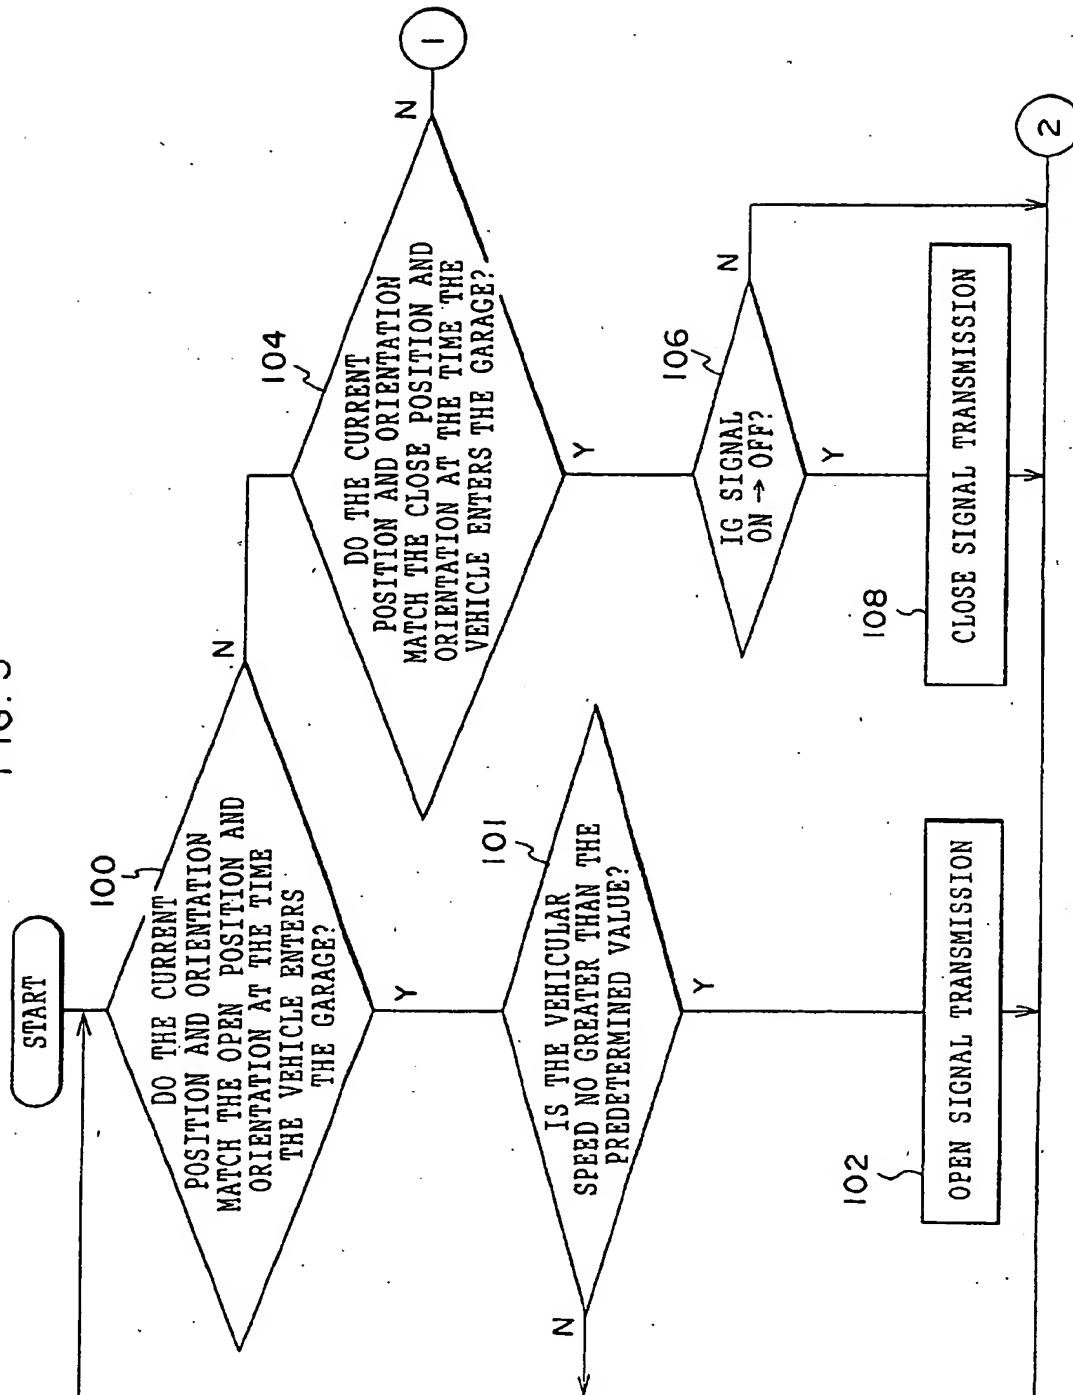 FIG.
START
100
DO THE CURRENT
POSITION AND ORIENTATION
MATCH THE OPEN POSITION AND
ORIENTATION AT THE TIME
THE VEHICLE ENTERS
THE GARAGE?
N
Y
101
IS THE VEHICULAR
SPEED NO GREATER THAN THE
PREDETERMINED VALUE?
N
Y
102
OPEN SIGNAL TRANSMISSION
104
DO THE CURRENT
POSITION AND ORIENTATION
MATCH THE CLOSE POSITION AND
ORIENTATION AT THE TIME THE
VEHICLE ENTERS THE GARAGE?
N
1
Y
106
IG SIGNAL
ON → OFF?
N
Y
108
CLOSE SIGNAL TRANSMISSION
2